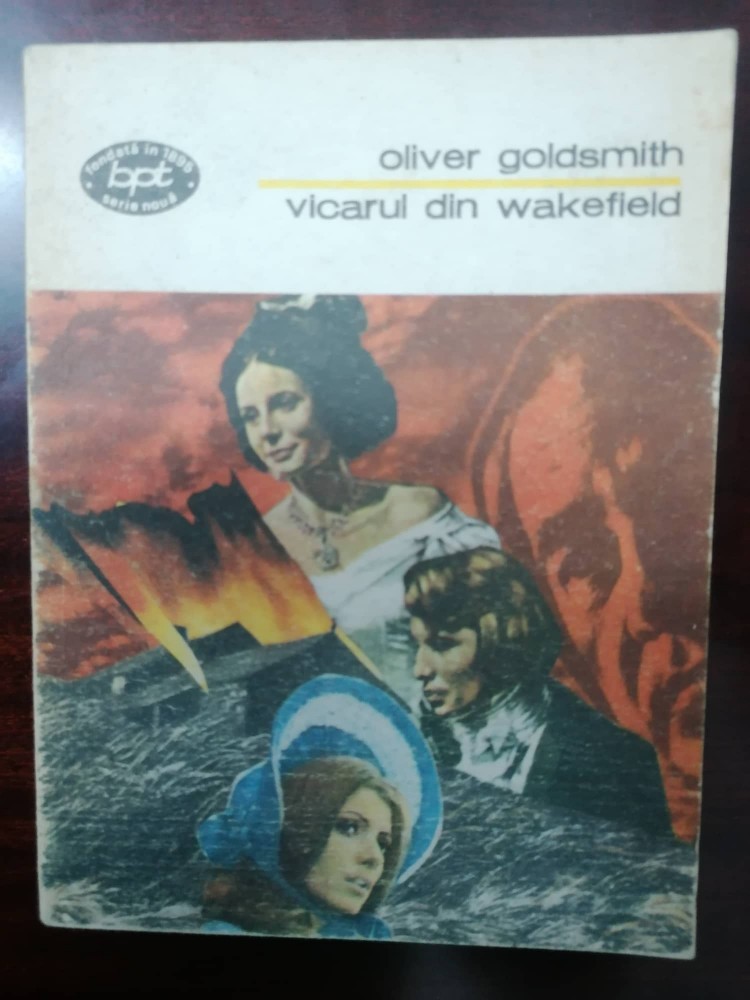 fondată în 1895
bpt
serie nouă
oliver goldsmith
vicarul din wakefield